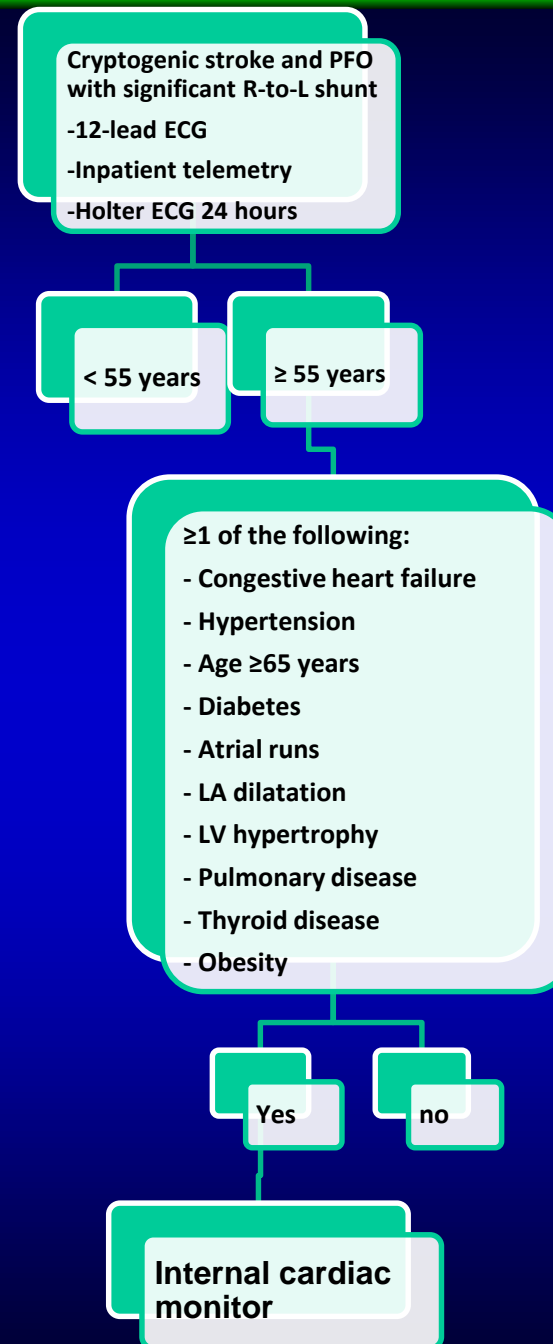 Cryptogenic stroke and PFO
with significant R-to-L shunt
-12-lead ECG
-Inpatient telemetry
-Holter ECG 24 hours
< 55 years
≥ 55 years
≥1 of the following:
- Congestive heart failure
- Hypertension
- Age ≥65 years
- Diabetes
- Atrial runs
- LA dilatation
- LV hypertrophy
- Pulmonary disease
- Thyroid disease
- Obesity
Yes
no
Internal cardiac
monitor